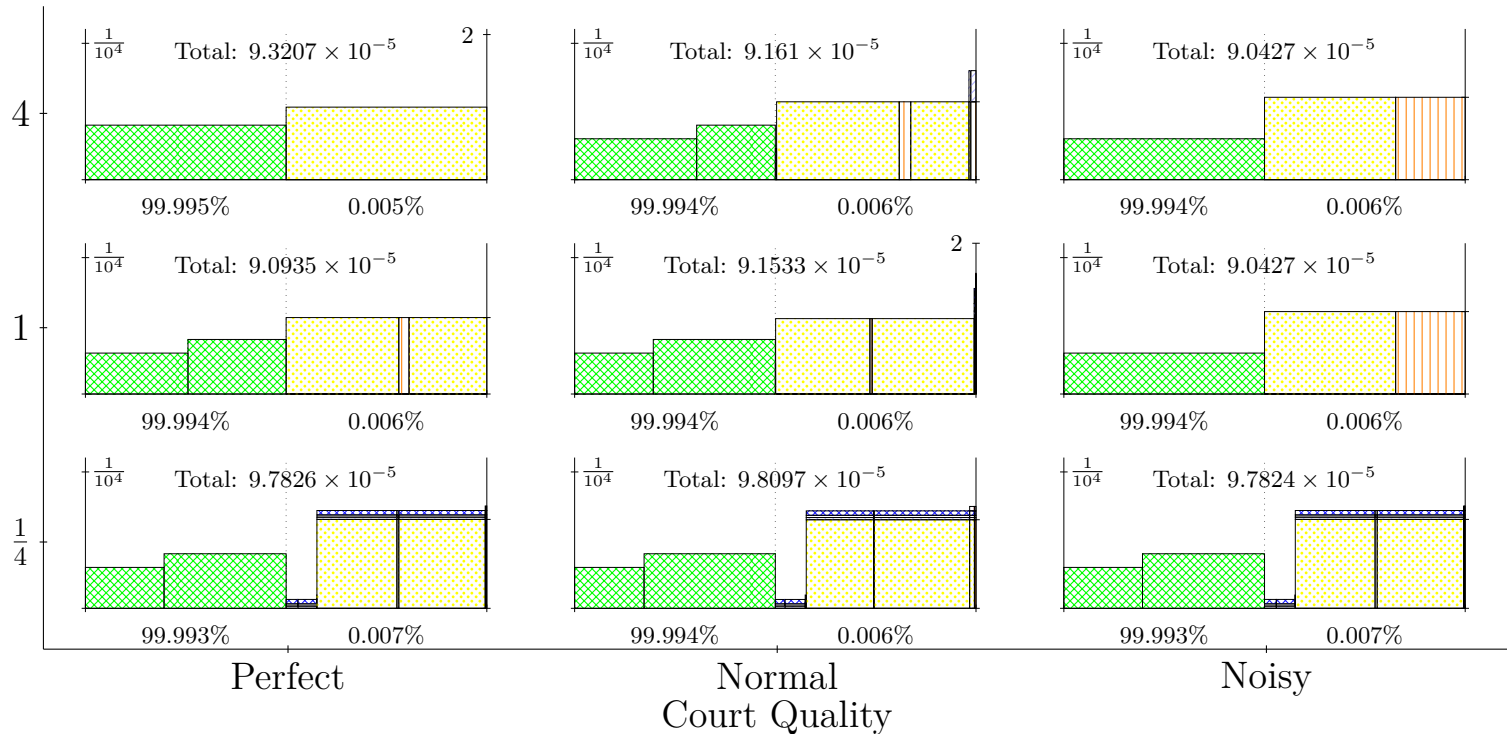 1/10^4 Total: 9.3207 × 10^−5 2 1/10^4 Total: 9.161 × 10^−5 1/10^4 Total: 9.0427 × 10^−5
4
99.995% 0.005% 99.994% 0.006% 99.994% 0.006%
1/10^4 Total: 9.0935 × 10^−5 1/10^4 Total: 9.1533 × 10^−5 2 1/10^4 Total: 9.0427 × 10^−5
1
99.994% 0.006% 99.994% 0.006% 99.994% 0.006%
1/10^4 Total: 9.7826 × 10^−5 1/10^4 Total: 9.8097 × 10^−5 1/10^4 Total: 9.7824 × 10^−5
1/4
99.993% 0.007% 99.994% 0.006% 99.993% 0.007%
Perfect Normal Noisy
Court Quality